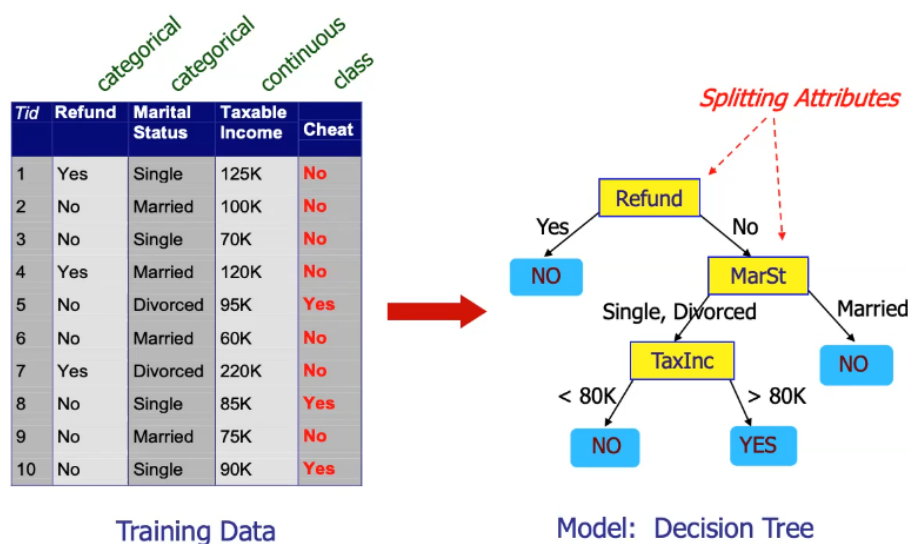 categorical
categorical
continuous
class
Tid Refund Marital Status Taxable Income Cheat
1 Yes Single 125K No
2 No Married 100K No
3 No Single 70K No
4 Yes Married 120K No
5 No Divorced 95K Yes
6 No Married 60K No
7 Yes Divorced 220K No
8 No Single 85K Yes
9 No Married 75K No
10 No Single 90K Yes
Training Data
Splitting Attributes
Refund
Yes
No
NO
MarSt
Single, Divorced
Married
TaxInc
NO
< 80K
> 80K
NO
YES
Model: Decision Tree